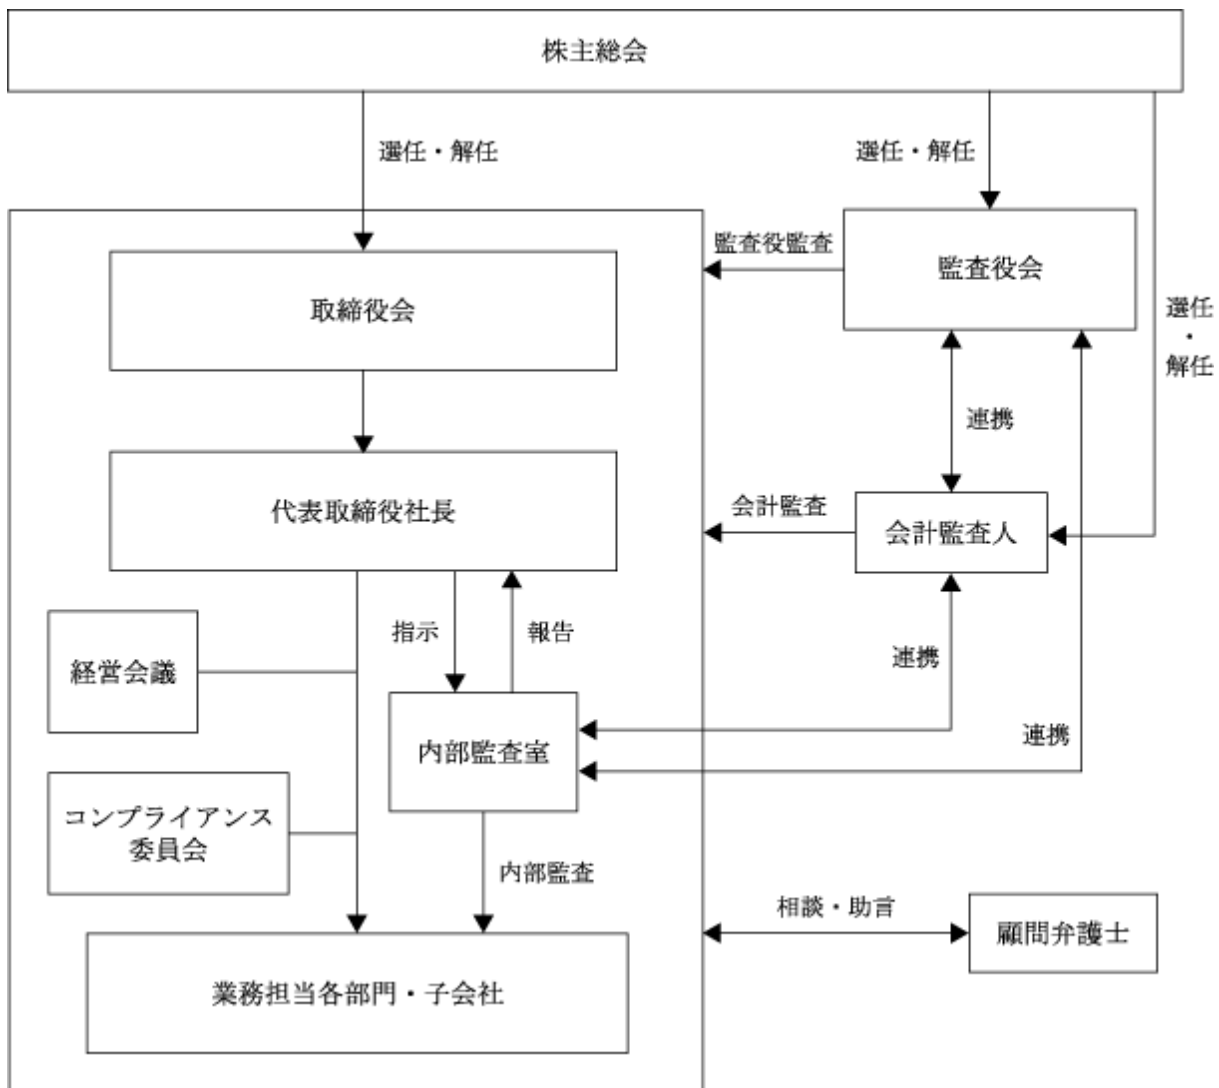 株主総会
選任・解任
選任・解任
監査役監査
監査役会
取締役会
選任
・
解任
連携
代表取締役社長
会計監査
会計監査人
指示
報告
経営会議
連携
内部監査室
連携
コンプライアンス
委員会
内部監査
相談・助言
顧問弁護士
業務担当各部門・子会社